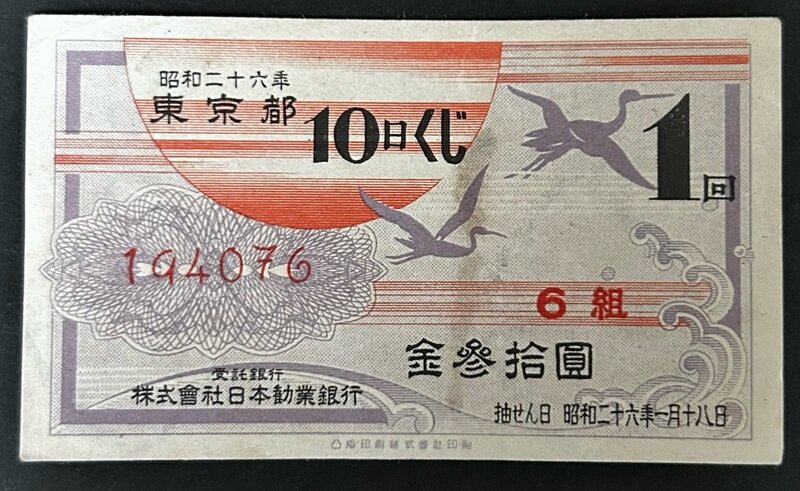 昭和二十六年
東京都 10日くじ 1回
194076
6組
金參拾圓
受託銀行
株式會社日本勧業銀行
抽せん日 昭和二十六年一月十八日
凸版印刷株式會社印刷